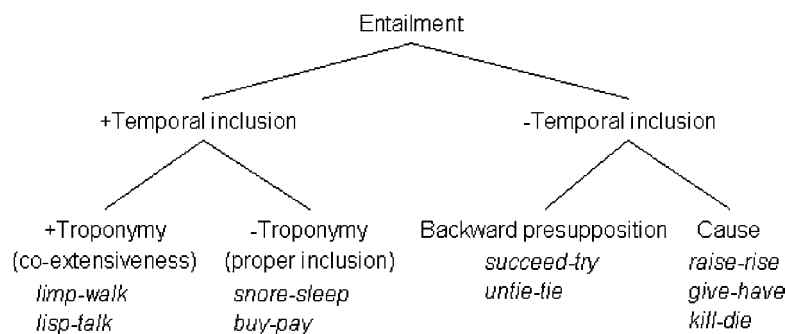 Entailment
+Temporal inclusion -Temporal inclusion
+Troponymy -Troponymy Backward presupposition Cause
(co-extensiveness) (proper inclusion) succeed-try raise-rise
limp-walk snore-sleep untie-tie give-have
lisp-talk buy-pay kill-die